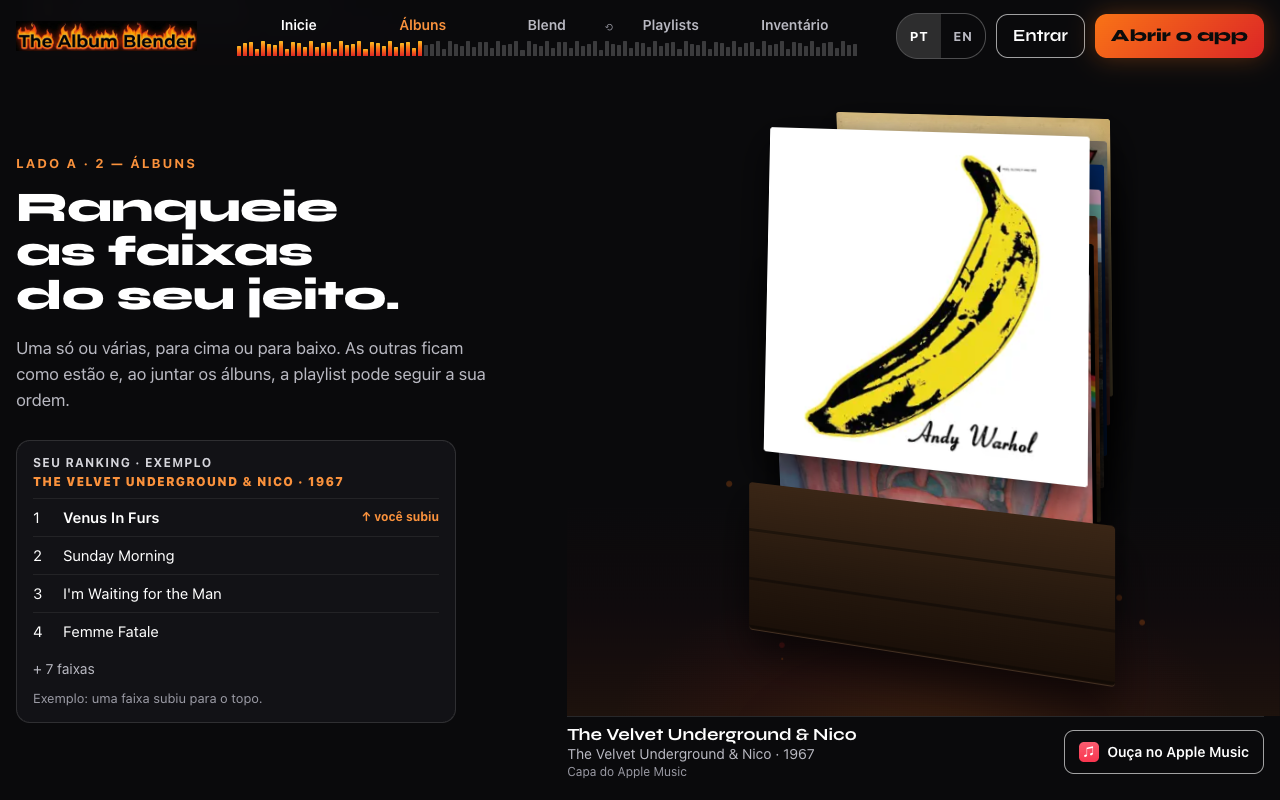 The Album Blender
Inicie
Álbuns
Blend
Playlists
Inventário
PT
EN
Entrar
Abrir o app
LADO A · 2 — ÁLBUNS
Ranqueie
as faixas
do seu jeito.
Uma só ou várias, para cima ou para baixo. As outras ficam
como estão e, ao juntar os álbuns, a playlist pode seguir a sua
ordem.
SEU RANKING · EXEMPLO
THE VELVET UNDERGROUND & NICO · 1967
1 Venus In Furs ↑ você subiu
2 Sunday Morning
3 I'm Waiting for the Man
4 Femme Fatale
+ 7 faixas
Exemplo: uma faixa subiu para o topo.
Andy Warhol
The Velvet Underground & Nico
The Velvet Underground & Nico · 1967
Capa do Apple Music
Ouça no Apple Music